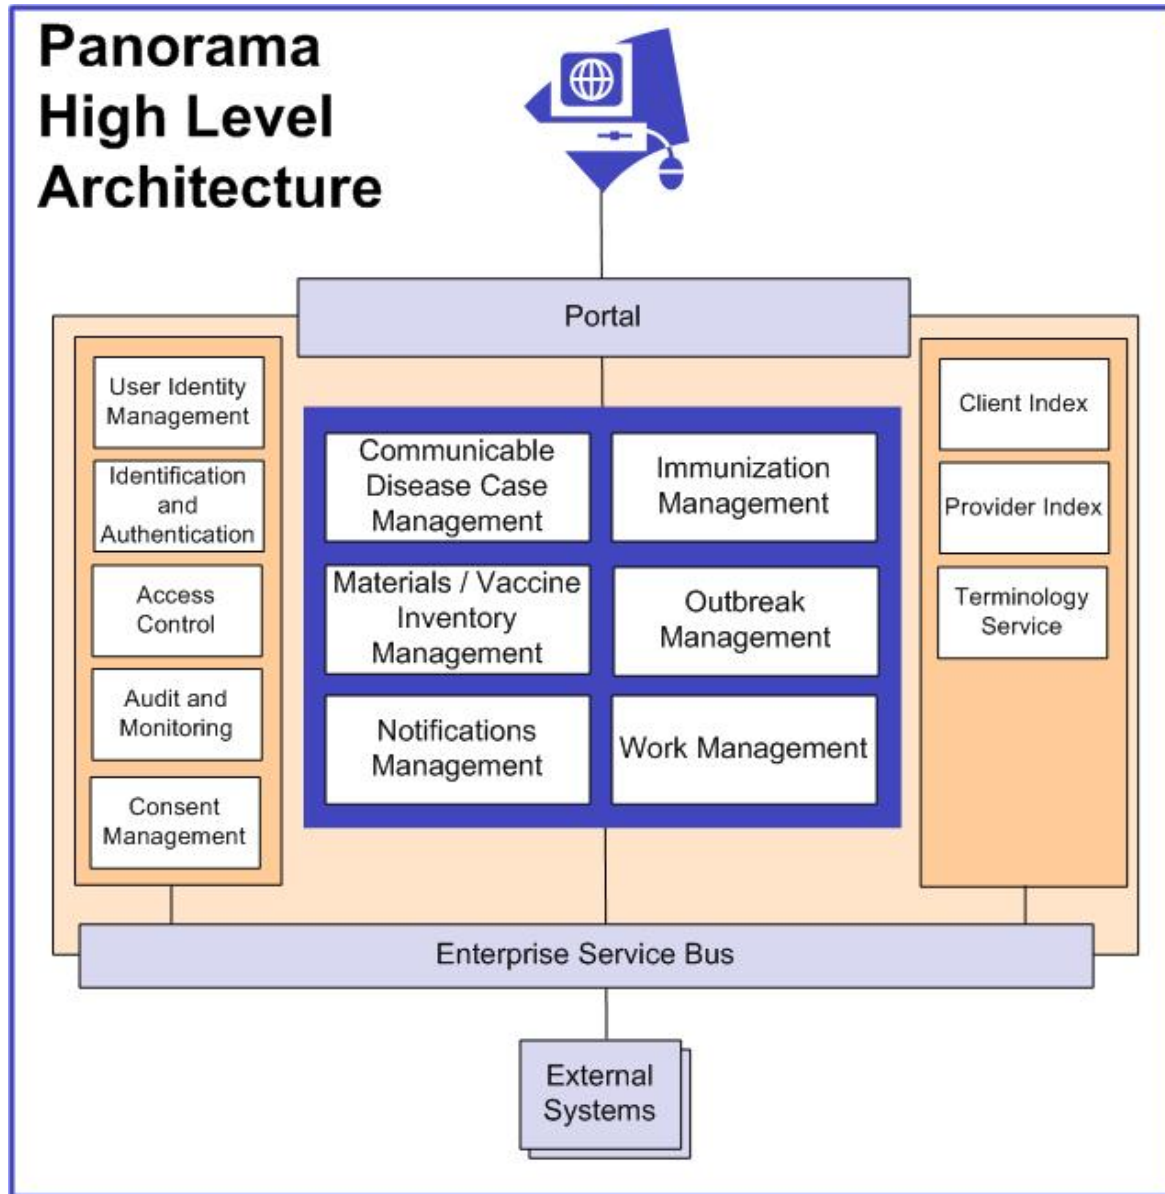 Panorama
High Level
Architecture
Portal
User Identity
Management
Identification
and
Authentication
Access
Control
Audit and
Monitoring
Consent
Management
Communicable
Disease Case
Management
Immunization
Management
Materials / Vaccine
Inventory
Management
Outbreak
Management
Notifications
Management
Work Management
Client Index
Provider Index
Terminology
Service
Enterprise Service Bus
External
Systems